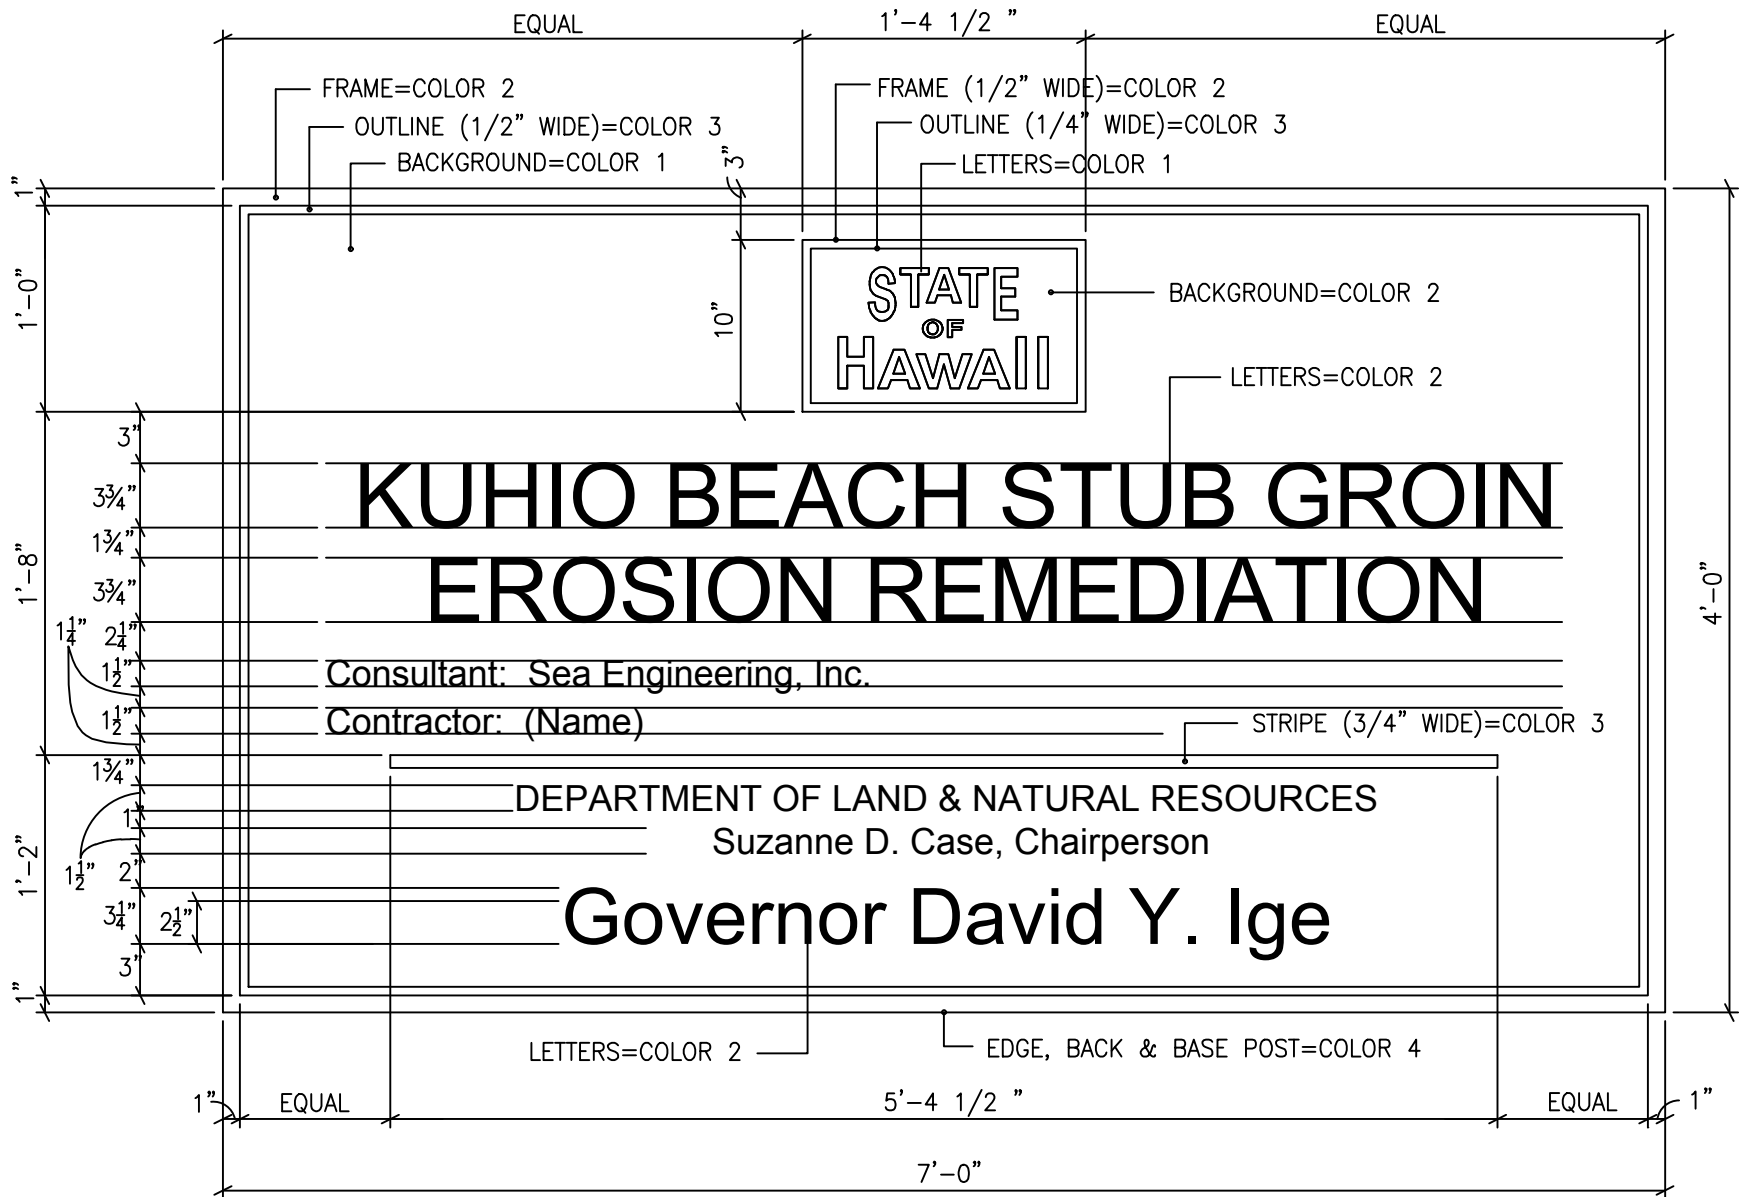 EQUAL
1'-4 1/2 "
EQUAL
FRAME=COLOR 2
OUTLINE (1/2" WIDE)=COLOR 3
BACKGROUND=COLOR 1
FRAME (1/2" WIDE)=COLOR 2
OUTLINE (1/4" WIDE)=COLOR 3
LETTERS=COLOR 1
3"
1"
1'-0"
10"
STATE
OF
HAWAII
BACKGROUND=COLOR 2
LETTERS=COLOR 2
3"
3¾"
1¾"
3¾"
2¼"
1¼"
1½"
1½"
1'-8"
4'-0"
KUHIO BEACH STUB GROIN
EROSION REMEDIATION
Consultant: Sea Engineering, Inc.
Contractor: (Name)
STRIPE (3/4" WIDE)=COLOR 3
1¾"
1"
1½"
2"
3¼"
2½"
3"
1'-2"
1"
DEPARTMENT OF LAND & NATURAL RESOURCES
Suzanne D. Case, Chairperson
Governor David Y. Ige
LETTERS=COLOR 2
EDGE, BACK & BASE POST=COLOR 4
1"
EQUAL
5'-4 1/2 "
EQUAL
1"
7'-0"